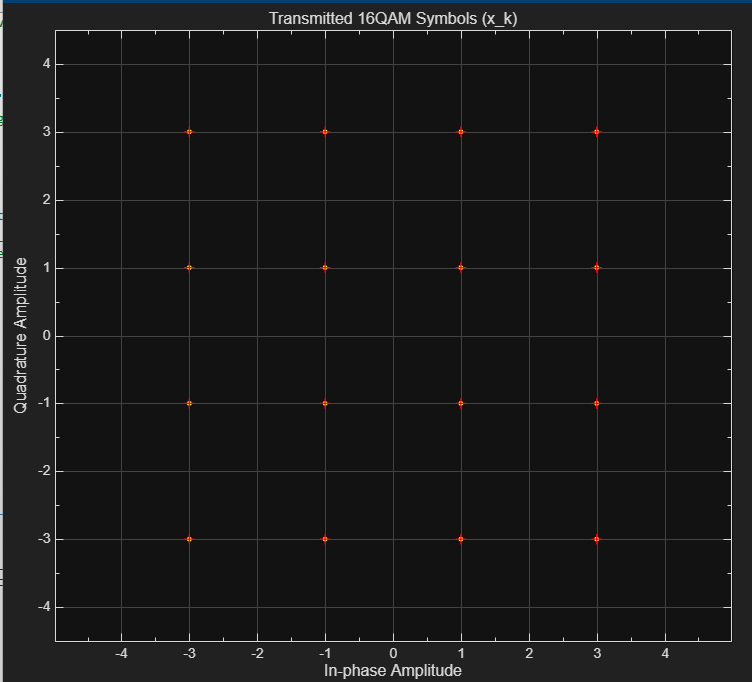 Transmitted 16QAM Symbols (x_k)
4
3
2
1
0
-1
-2
-3
-4
Quadrature Amplitude
-4 -3 -2 -1 0 1 2 3 4
In-phase Amplitude